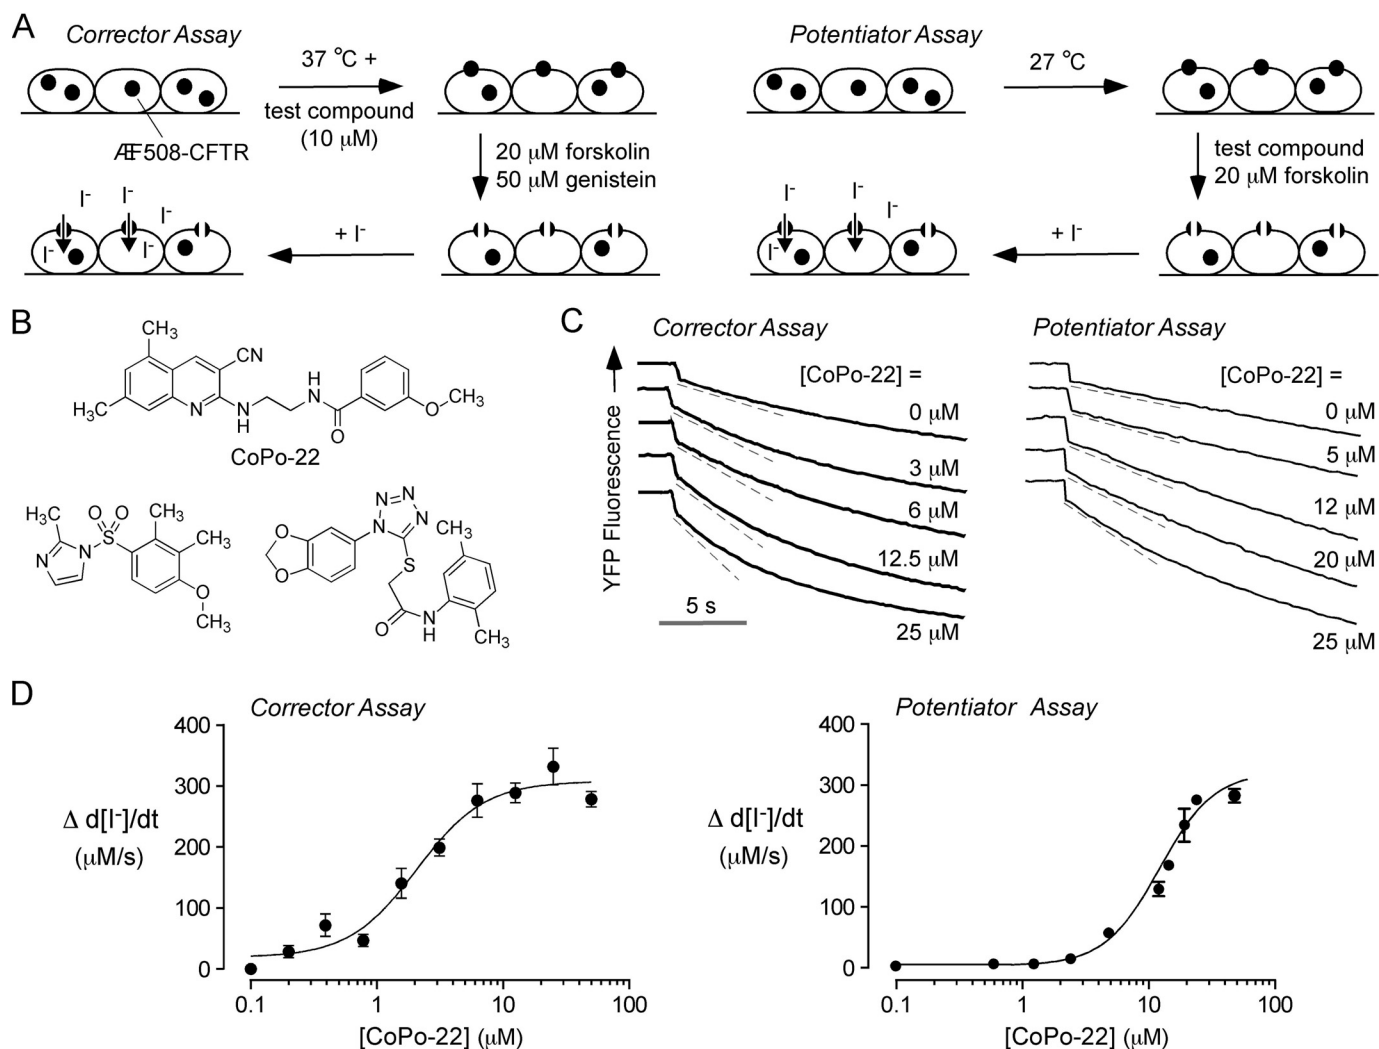 A
Corrector Assay
37 °C +
test compound
(10 μM)
ÆF508-CFTR
20 μM forskolin
50 μM genistein
+ I-
I-
I-
I-
I-
I-
Potentiator Assay
27 °C
test compound
20 μM forskolin
+ I-
I-
I-
I-
I-
B
CH3
CN
CH3
N
N
H
H
N
O
O
CH3
CoPo-22
CH3
N
N
O
O
S
CH3
CH3
O
CH3
O
O
N
N
N
N
S
CH3
O
N
H
CH3
C
Corrector Assay
YFP Fluorescence
[CoPo-22] =
0 μM
3 μM
6 μM
12.5 μM
25 μM
5 s
Potentiator Assay
[CoPo-22] =
0 μM
5 μM
12 μM
20 μM
25 μM
D
Corrector Assay
Δ d[I-]/dt
(μM/s)
400
300
200
100
0
0.1
1
10
100
[CoPo-22] (μM)
Potentiator Assay
Δ d[I-]/dt
(μM/s)
400
300
200
100
0
0.1
1
10
100
[CoPo-22] (μM)